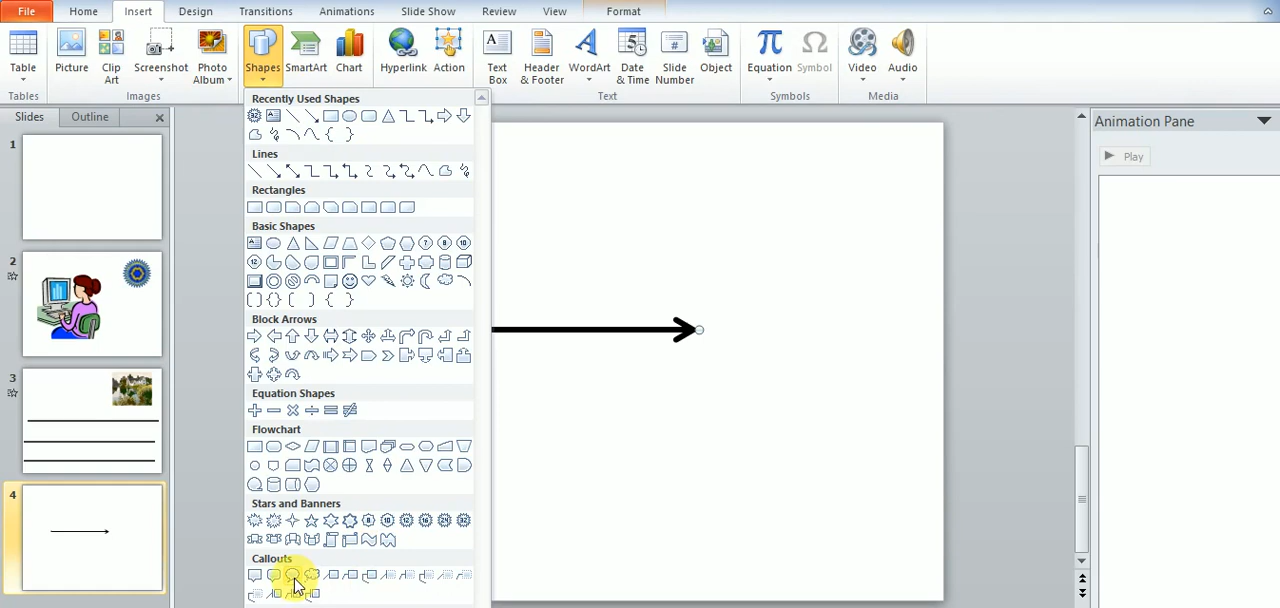 File Home Insert Design Transitions Animations Slide Show Review View Format
Table Picture Clip Art Screenshot Photo Album Shapes SmartArt Chart Hyperlink Action Text Box Header & Footer WordArt Date & Time Slide Number Object Equation Symbol Video Audio
Tables Images Text Symbols Media
Slides Outline
Recently Used Shapes
Lines
Rectangles
Basic Shapes
Block Arrows
Equation Shapes
Flowchart
Stars and Banners
Callouts
1
2
3
4
Animation Pane
Play